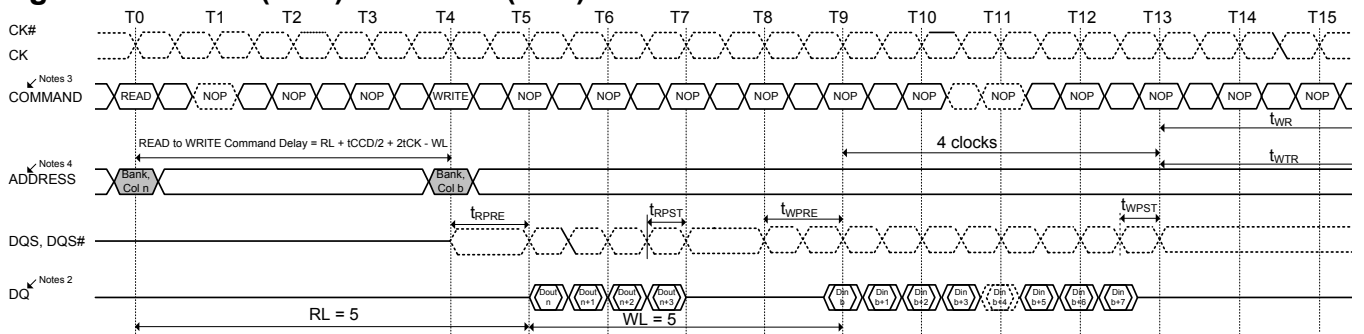 T0 T1 T2 T3 T4 T5 T6 T7 T8 T9 T10 T11 T12 T13 T14 T15
CK#
CK
Notes 3
COMMAND READ NOP NOP NOP WRITE NOP NOP NOP NOP NOP NOP NOP NOP NOP NOP NOP
tWR
READ to WRITE Command Delay = RL + tCCD/2 + 2tCK - WL
4 clocks
tWTR
Notes 4
ADDRESS
Bank, Col n
Bank, Col b
tRPRE tRPST tWPRE tWPST
DQS, DQS#
Notes 2
DQ
Dout n
Dout n+1
Dout n+2
Dout n+3
Din b
Din b+1
Din b+2
Din b+3
Din b+4
Din b+5
Din b+6
Din b+7
RL = 5
WL = 5